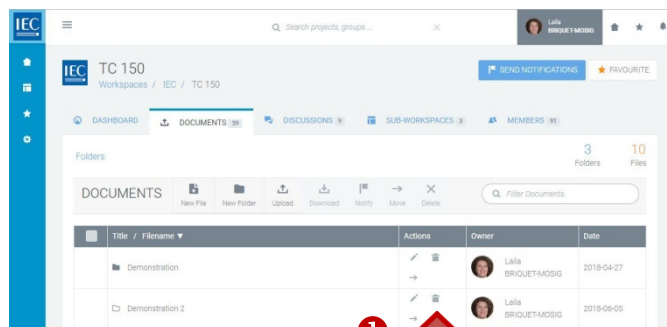 IEC
Search projects, groups ...
Laila
BRIQUET-MOSIG
IEC
TC 150
Workspaces / IEC / TC 150
SEND NOTIFICATIONS
FAVOURITE
DASHBOARD
DOCUMENTS 39
DISCUSSIONS 9
SUB-WORKSPACES 3
MEMBERS 91
Folders
3
Folders
10
Files
DOCUMENTS
New File
New Folder
Upload
Download
Notify
Move
Delete
Filter Documents
Title / Filename ▼
Actions
Owner
Date
Demonstration
Laila
BRIQUET-MOSIG
2018-04-27
Demonstration 2
Laila
BRIQUET-MOSIG
2018-06-05
1